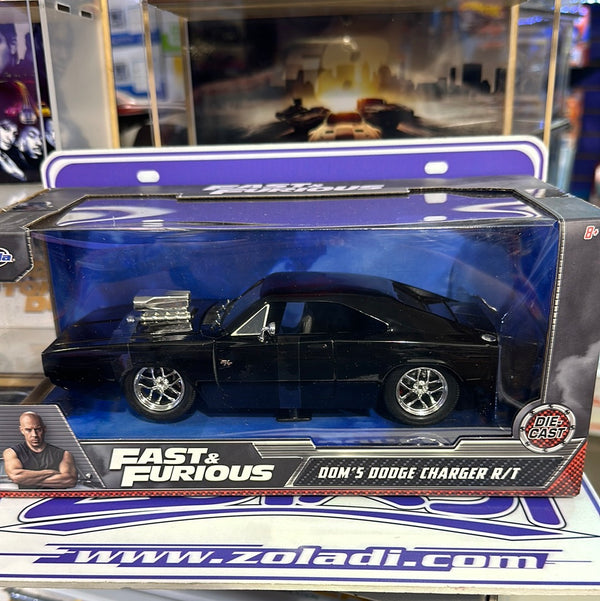 FAST & FURIOUS
8+
R/T
FAST &
FURIOUS
DOM'S DODGE CHARGER R/T
DIE-
CAST
www.zoladi.com